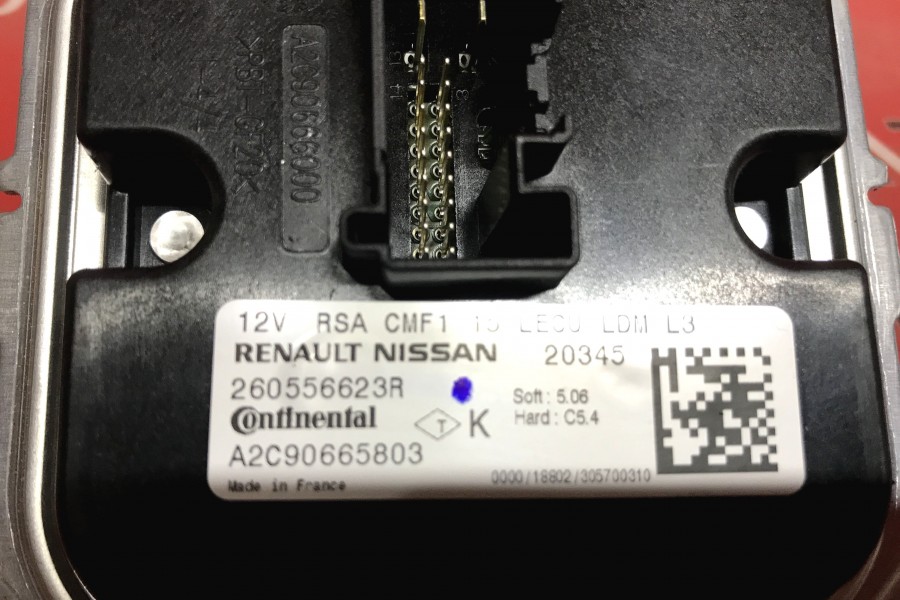 A2C90666000
12V RSA CMF1 LECU LDM L3
RENAULT NISSAN 20345
260556623R
Soft : 5.06
Continental
T K
Hard : C5.4
A2C90665803
0000/18802/305700310
Made in France